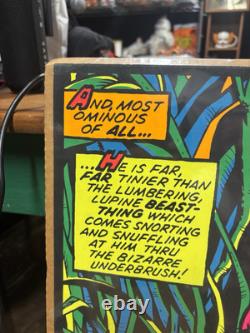 AND, MOST
OMINOUS
OF ALL...
...HE IS FAR,
FAR TINIER THAN
THE LUMBERING,
LUPINE BEAST-
THING WHICH
COMES SNORTING
AND SNUFFLING
AT HIM THRU
THE BIZARRE
UNDERBRUSH!